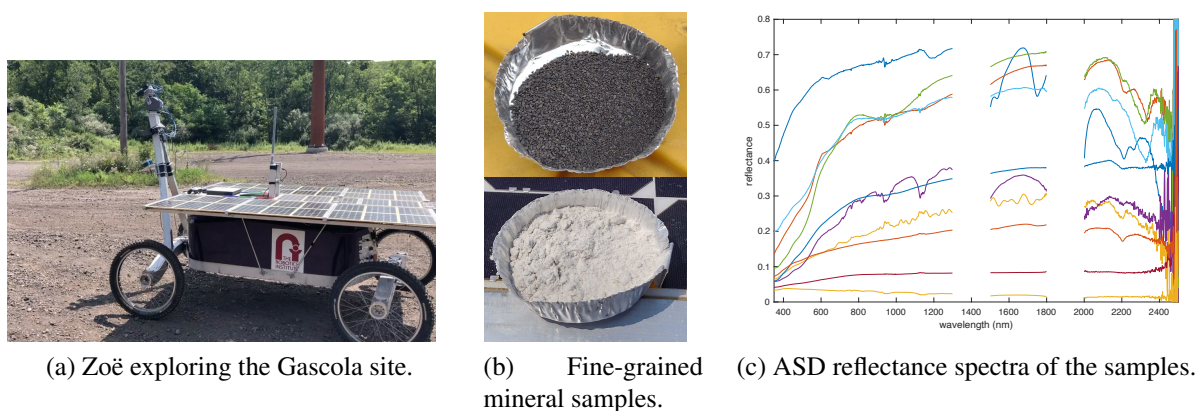 THE
ROBOTICS
INSTITUTE
(a) Zoë exploring the Gascola site.
(b) Fine-grained
mineral samples.
0.8
0.7
0.6
0.5
0.4
0.3
0.2
0.1
0
reflectance
400 600 800 1000 1200 1400 1600 1800 2000 2200 2400
wavelength (nm)
(c) ASD reflectance spectra of the samples.